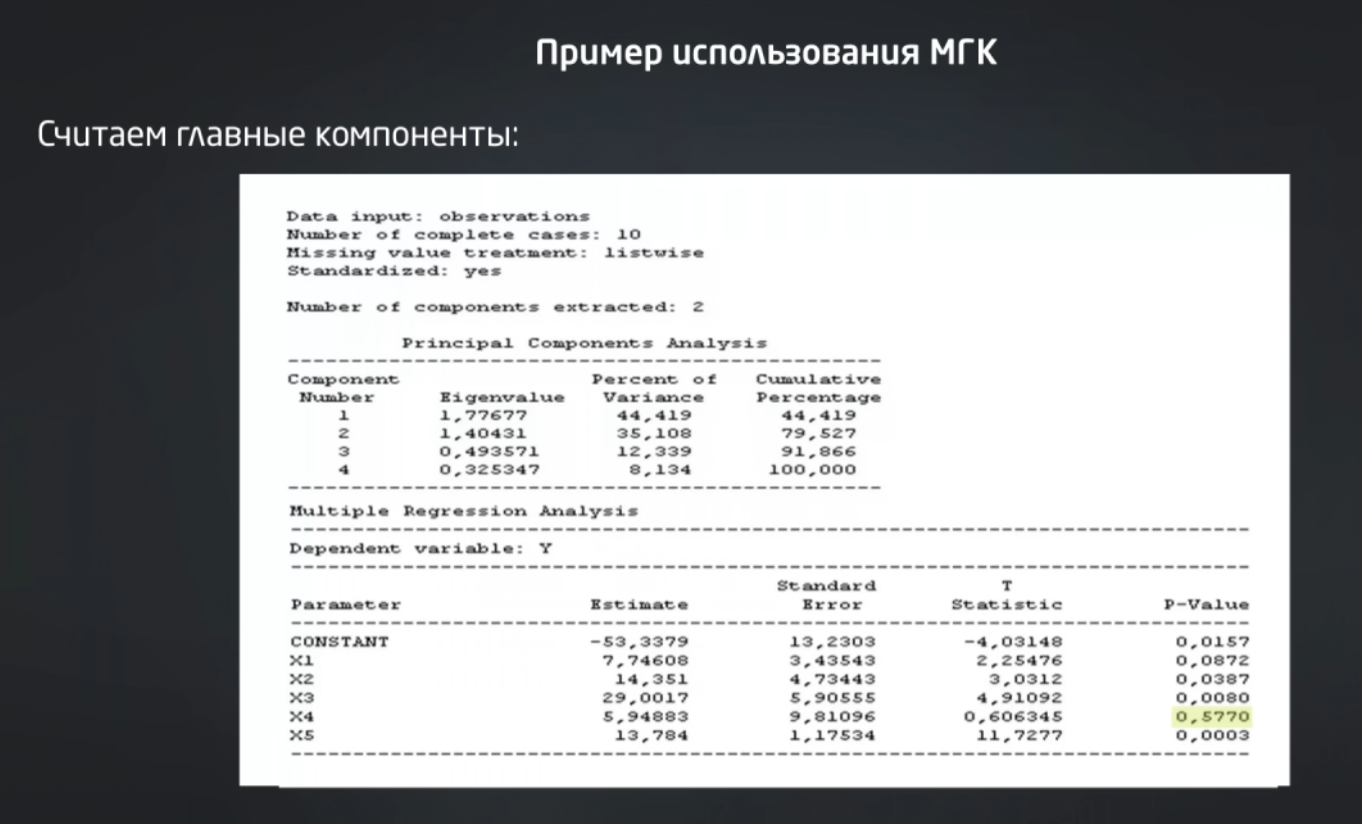 Пример использования МГК
Считаем главные компоненты:
Data input: observations
Number of complete cases: 10
Missing value treatment: listwise
Standardized: yes
Number of components extracted: 2
Principal Components Analysis
Component Percent of Cumulative
Number Eigenvalue Variance Percentage
1 1,77677 44,419 44,419
2 1,40431 35,108 79,527
3 0,493571 12,339 91,866
4 0,325347 8,134 100,000
Multiple Regression Analysis
Dependent variable: Y
Standard T
Parameter Estimate Error Statistic P-Value
CONSTANT -53,3379 13,2303 -4,03148 0,0157
X1 7,74608 3,43543 2,25476 0,0872
X2 14,351 4,73443 3,0312 0,0387
X3 29,0017 5,90555 4,91092 0,0080
X4 5,94883 9,81096 0,606345 0,5770
X5 13,784 1,17534 11,7277 0,0003